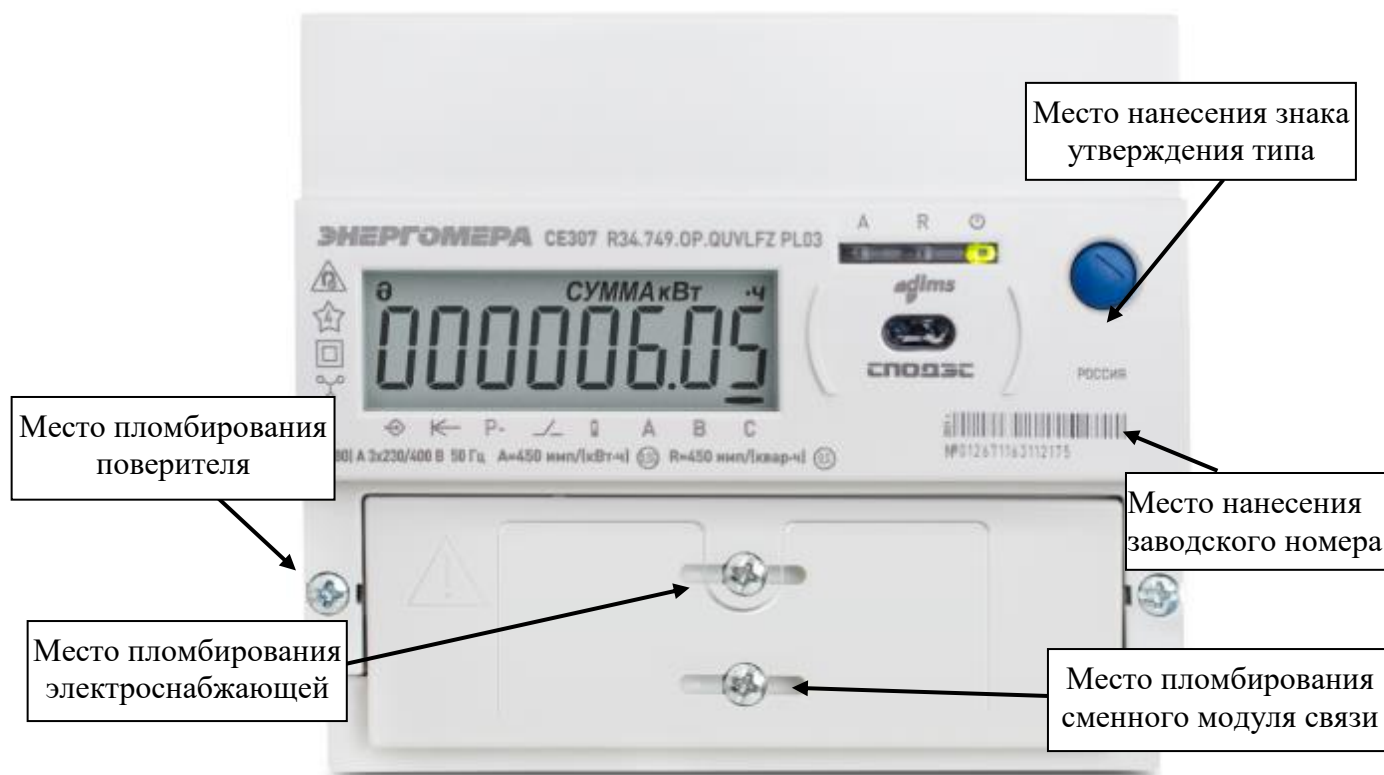 Место нанесения знака
утверждения типа
A R
ЭНЕРГОМЕРА CE307 R34.749.OP.QUVLFZ PL03
СУММА кВт ·ч
000006.05
dlms
СПОДЭС
РОССИЯ
P- A B C
A 3x230/400 В 50 Гц A=450 имп/(кВт·ч) R=450 имп/(квар·ч)
№012671163112175
Место пломбирования
поверителя
Место нанесения
заводского номера
Место пломбирования
электроснабжающей
Место пломбирования
сменного модуля связи